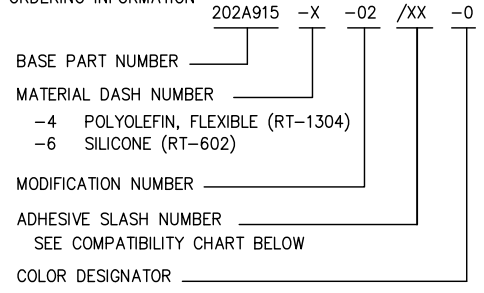 ORDERING INFORMATION
202A915 -X -02 /XX -0
BASE PART NUMBER
MATERIAL DASH NUMBER
-4 POLYOLEFIN, FLEXIBLE (RT-1304)
-6 SILICONE (RT-602)
MODIFICATION NUMBER
ADHESIVE SLASH NUMBER
SEE COMPATIBILITY CHART BELOW
COLOR DESIGNATOR